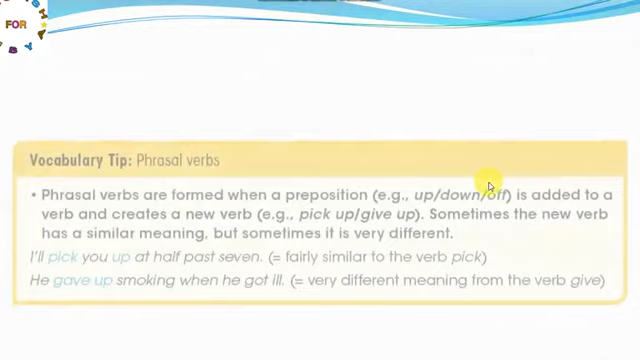 FOR
Vocabulary Tip: Phrasal verbs
• Phrasal verbs are formed when a preposition (e.g., up/down/off) is added to a
verb and creates a new verb (e.g., pick up/give up). Sometimes the new verb
has a similar meaning, but sometimes it is very different.
I'll pick you up at half past seven. (= fairly similar to the verb pick)
He gave up smoking when he got ill. (= very different meaning from the verb give)